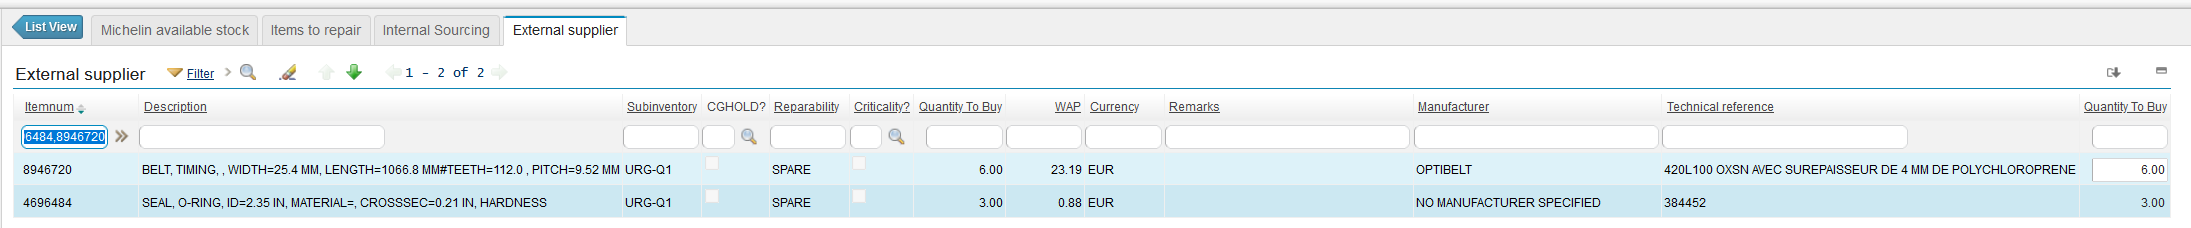 List View Michelin available stock Items to repair Internal Sourcing External supplier
External supplier Filter 1 - 2 of 2
Itemnum Description Subinventory CGHOLD? Reparability Criticality? Quantity To Buy WAP Currency Remarks Manufacturer Technical reference Quantity To Buy
6484,8946720
8946720 BELT, TIMING, , WIDTH=25.4 MM, LENGTH=1066.8 MM#TEETH=112.0 , PITCH=9.52 MM URG-Q1 SPARE 6.00 23.19 EUR OPTIBELT 420L100 OXSN AVEC SUREPAISSEUR DE 4 MM DE POLYCHLOROPRENE 6.00
4696484 SEAL, O-RING, ID=2.35 IN, MATERIAL=, CROSSSEC=0.21 IN, HARDNESS URG-Q1 SPARE 3.00 0.88 EUR NO MANUFACTURER SPECIFIED 384452 3.00